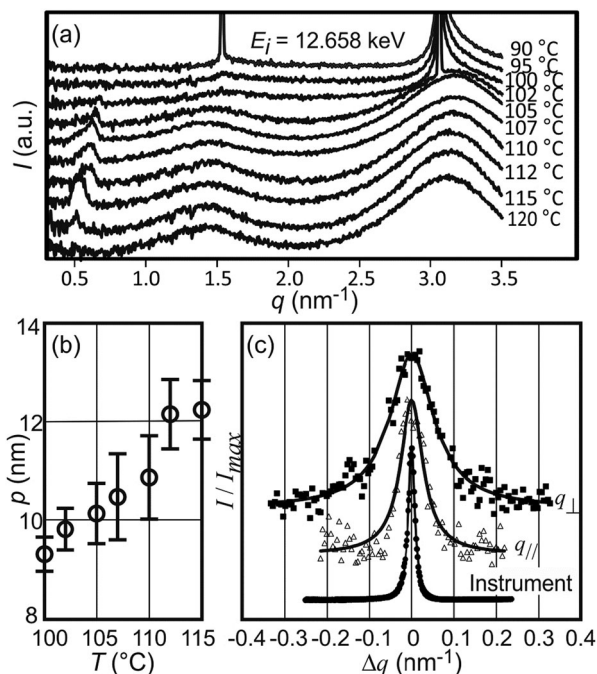 (a)
E_i = 12.658 keV
90 °C
95 °C
100 °C
102 °C
105 °C
107 °C
110 °C
112 °C
115 °C
120 °C
I (a.u.)
0.5 1.0 1.5 2.0 2.5 3.0 3.5
q (nm⁻¹)
(b)
14
12
10
8
p (nm)
100 105 110 115
T (°C)
(c)
I / I_max
q⊥
q//
Instrument
-0.4 -0.3 -0.2 -0.1 0 0.1 0.2 0.3 0.4
Δq (nm⁻¹)